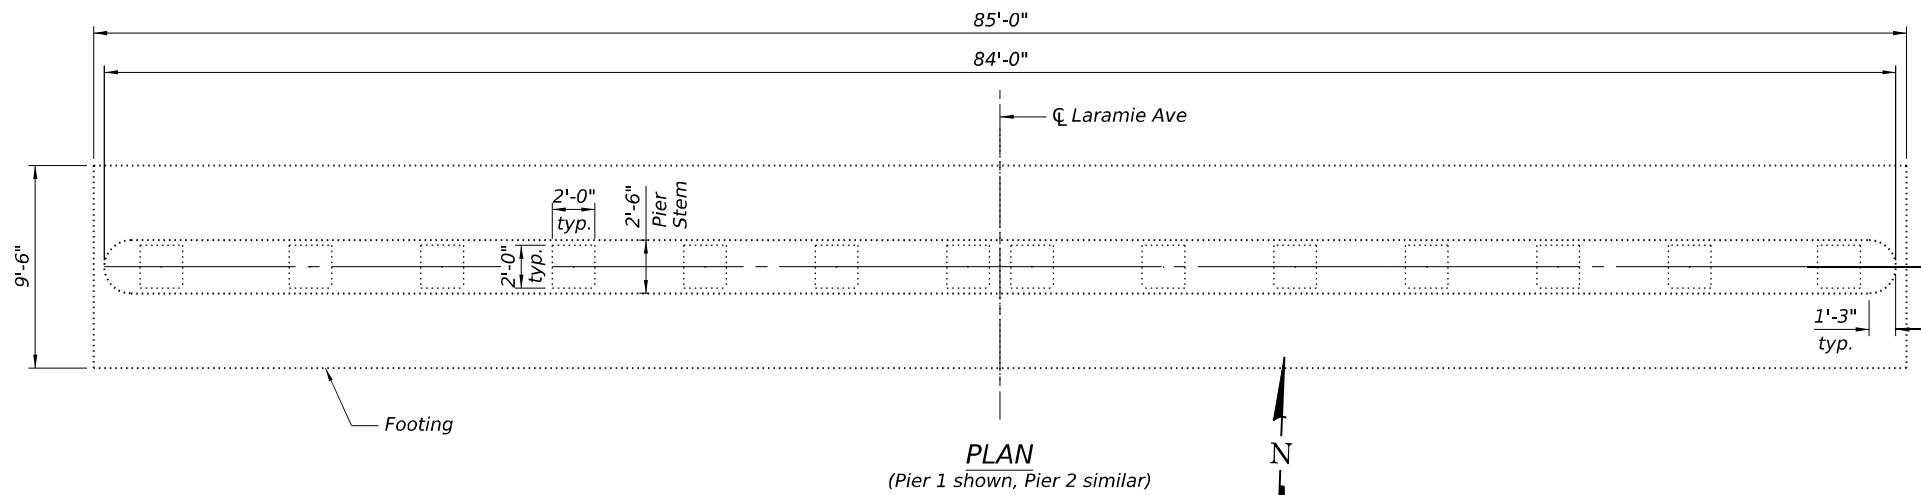 85'-0"
84'-0"
℄ Laramie Ave
2'-0"
typ.
2'-6"
Pier
Stem
9'-6"
2'-0"
typ.
1'-3"
typ.
Footing
PLAN
(Pier 1 shown, Pier 2 similar)
N